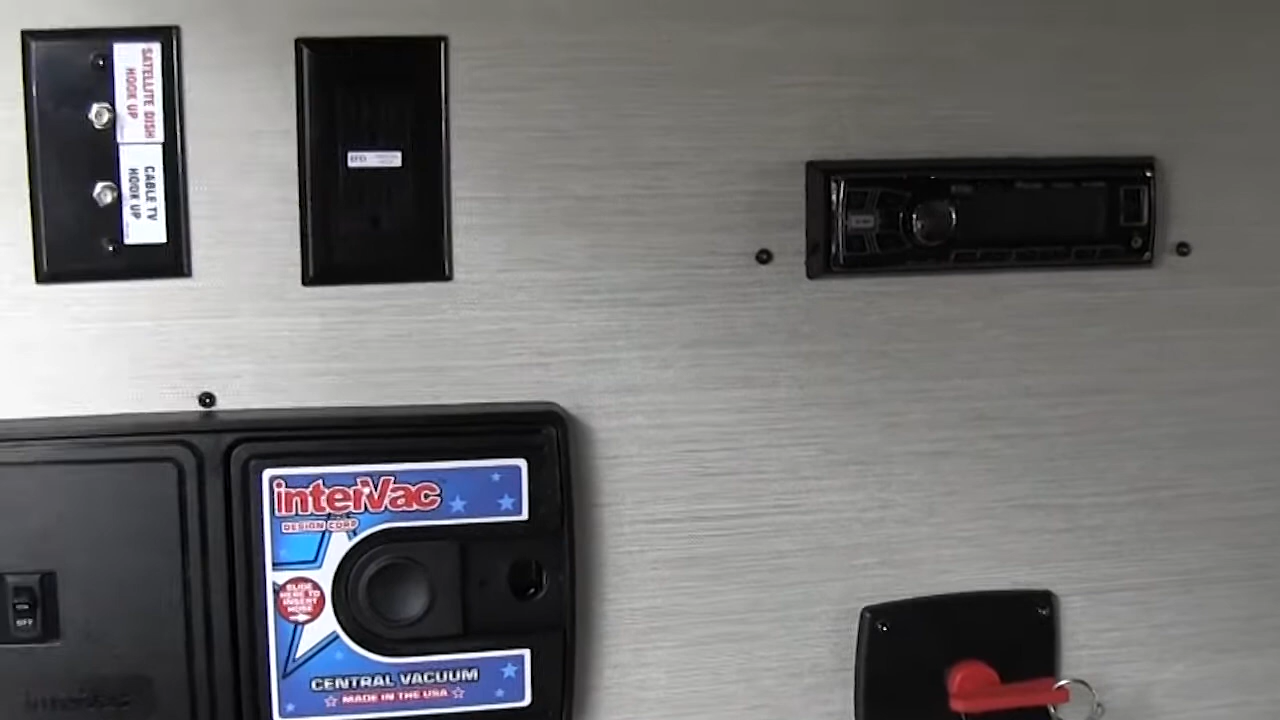 SATELLITE DISH
HOOK UP
CABLE TV
HOOK UP
interVac
DESIGN CORP
SLIDE
HERE TO
INSERT
HOSE
CENTRAL VACUUM
MADE IN THE USA
OFF
interVac